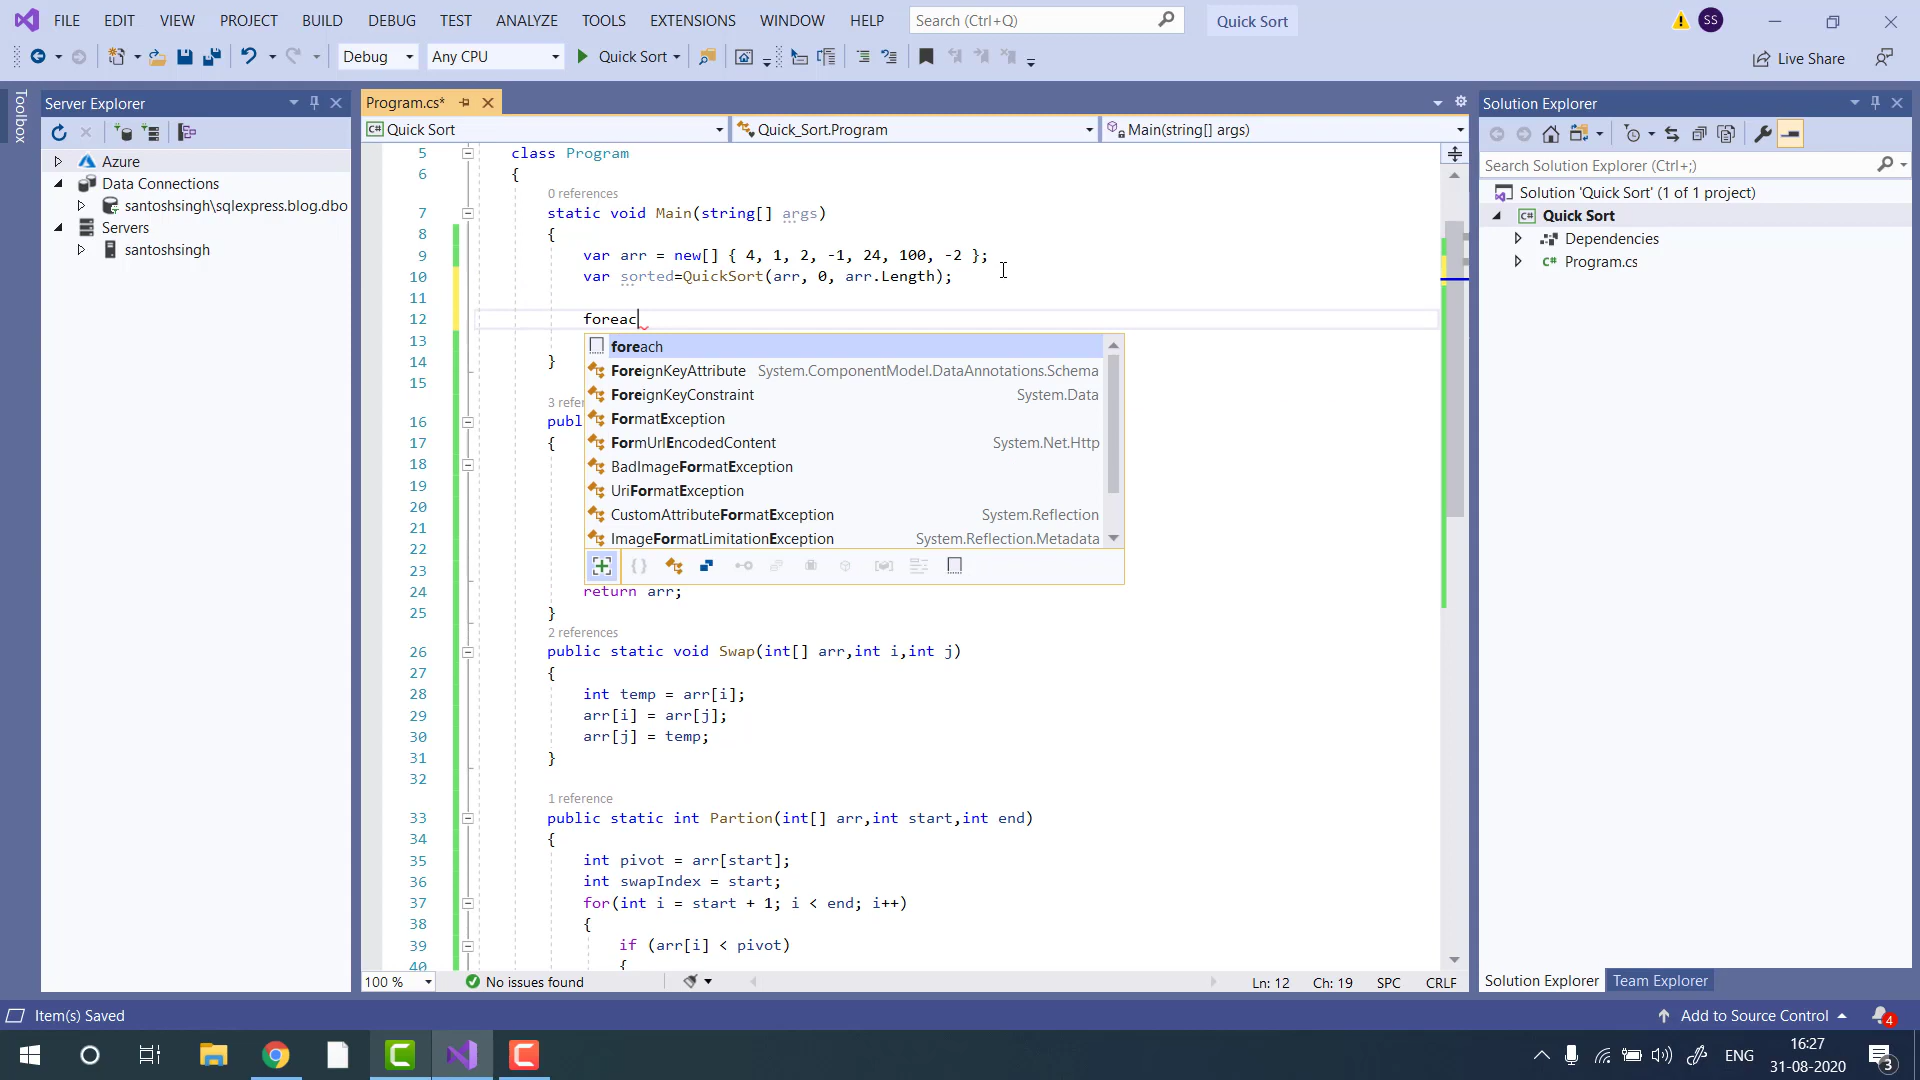 FILE EDIT VIEW PROJECT BUILD DEBUG TEST ANALYZE TOOLS EXTENSIONS WINDOW HELP Search (Ctrl+Q) Quick Sort SS
Debug Any CPU Quick Sort Live Share
Toolbox
Server Explorer
Azure
Data Connections
santoshsingh\sqlexpress.blog.dbo
Servers
santoshsingh
Program.cs*
Quick Sort Quick_Sort.Program Main(string[] args)
5 class Program
6 {
0 references
7 static void Main(string[] args)
8 {
9 var arr = new[] { 4, 1, 2, -1, 24, 100, -2 };
10 var sorted=QuickSort(arr, 0, arr.Length);
11
12 foreac
13
14 }
15
3 refer
16 publ
17 {
18
19
20
21
22
23
24 return arr;
25 }
2 references
26 public static void Swap(int[] arr,int i,int j)
27 {
28 int temp = arr[i];
29 arr[i] = arr[j];
30 arr[j] = temp;
31 }
32
1 reference
33 public static int Partion(int[] arr,int start,int end)
34 {
35 int pivot = arr[start];
36 int swapIndex = start;
37 for(int i = start + 1; i < end; i++)
38 {
39 if (arr[i] < pivot)
40 {
foreach
ForeignKeyAttribute System.ComponentModel.DataAnnotations.Schema
ForeignKeyConstraint System.Data
FormatException
FormUrlEncodedContent System.Net.Http
BadImageFormatException
UriFormatException
CustomAttributeFormatException System.Reflection
ImageFormatLimitationException System.Reflection.Metadata
100 % No issues found Ln: 12 Ch: 19 SPC CRLF
Solution Explorer
Search Solution Explorer (Ctrl+;)
Solution 'Quick Sort' (1 of 1 project)
Quick Sort
Dependencies
Program.cs
Solution Explorer Team Explorer
Item(s) Saved Add to Source Control 4
ENG 16:27
31-08-2020
3